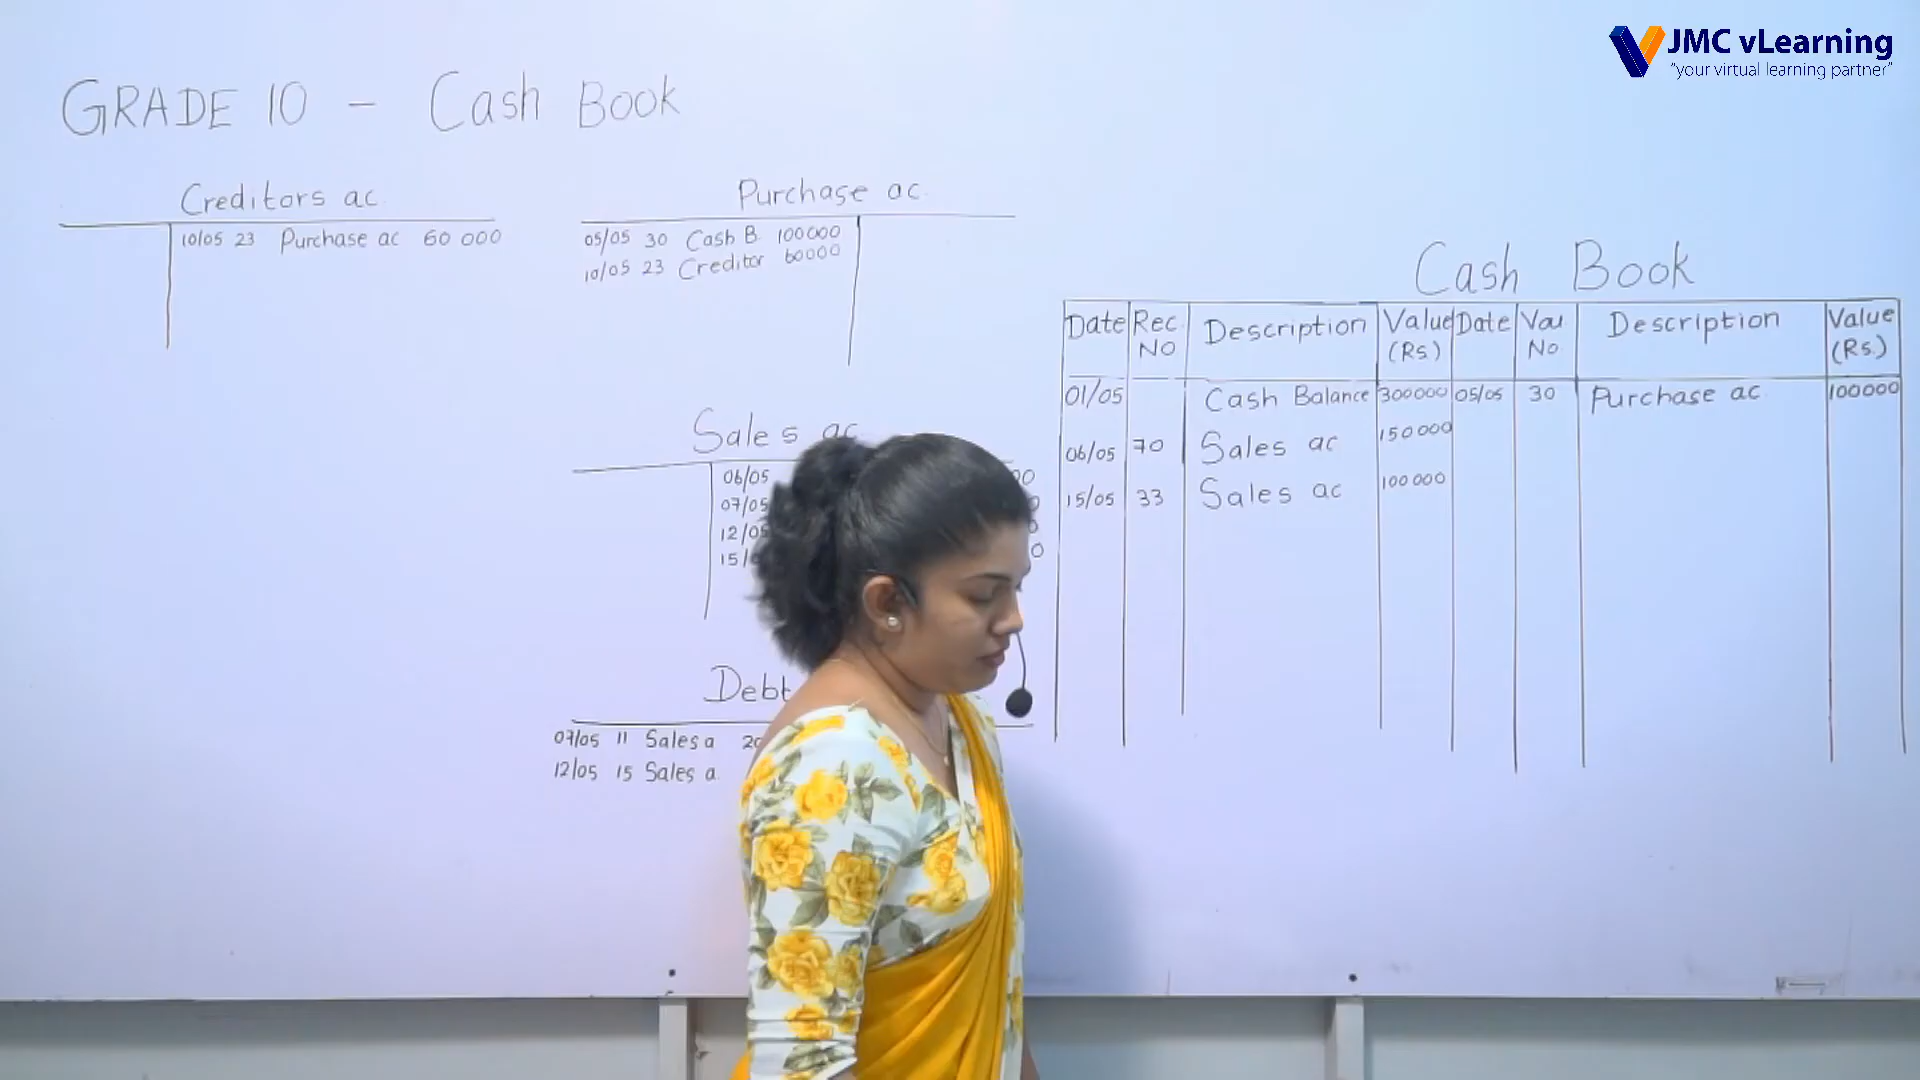 JMC vLearning
"your virtual learning partner"
GRADE 10 - Cash Book
Creditors ac
10/05 23 Purchase ac 60 000
Purchase ac.
05/05 30 Cash B. 100000
10/05 23 Creditor 60000
Sales ac
06/05
07/05
12/05
15/
Debt
07/05 11 Sales a
12/05 15 Sales a.
Cash Book
Date Rec NO Description Value (Rs) Date Vou No. Description Value (Rs.)
01/05 Cash Balance 300000 05/05 30 Purchase ac. 100000
06/05 70 Sales ac 150000
15/05 33 Sales ac 100000